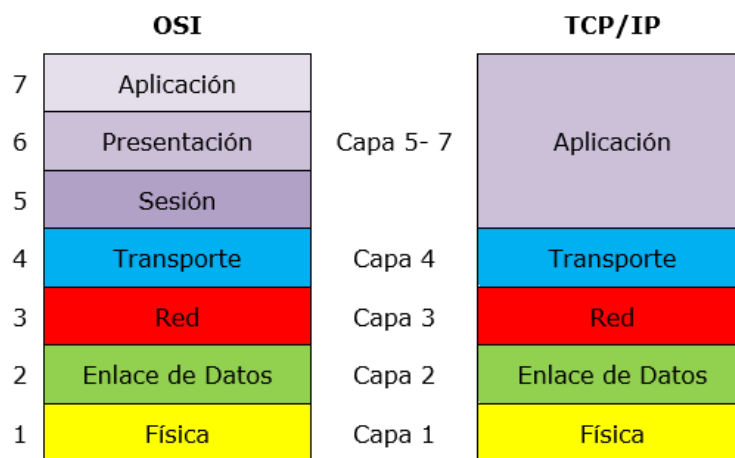 OSI TCP/IP
7 Aplicación
6 Presentación Capa 5- 7 Aplicación
5 Sesión
4 Transporte Capa 4 Transporte
3 Red Capa 3 Red
2 Enlace de Datos Capa 2 Enlace de Datos
1 Física Capa 1 Física